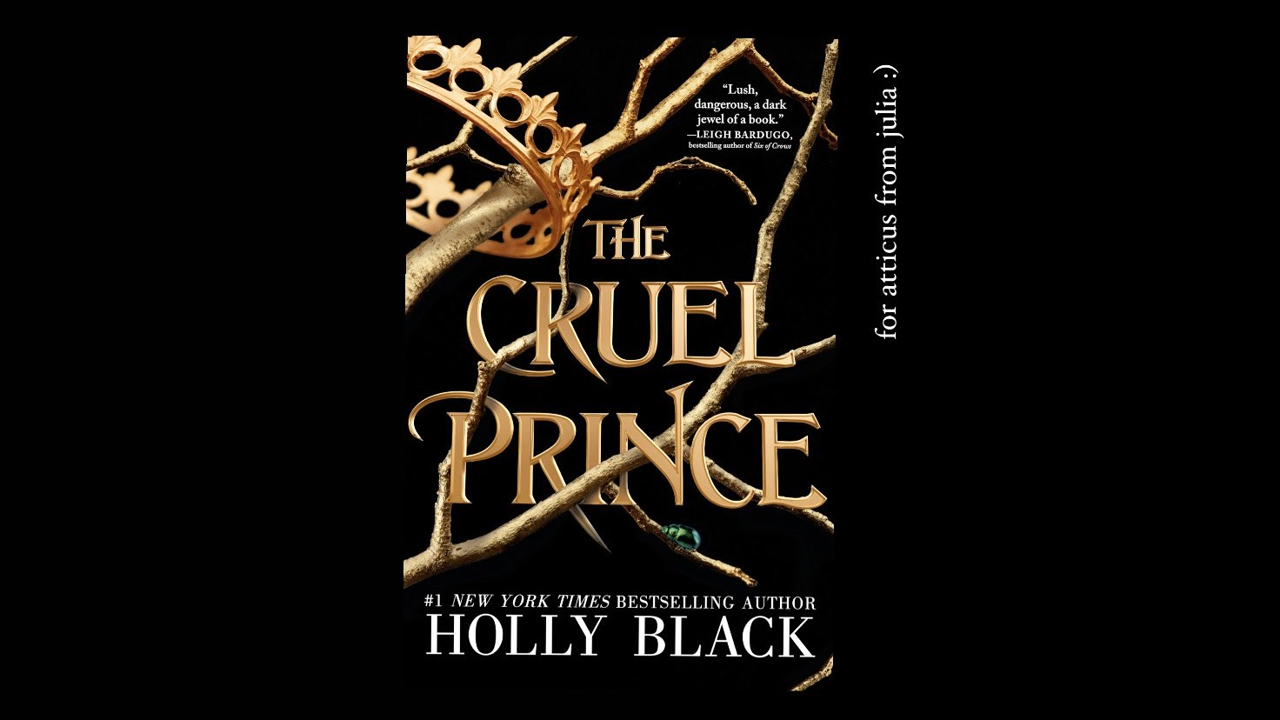 “Lush,
dangerous, a dark
jewel of a book.”
—LEIGH BARDUGO,
bestselling author of Six of Crows
THE
CRUEL
PRINCE
#1 NEW YORK TIMES BESTSELLING AUTHOR
HOLLY BLACK
for atticus from julia :)